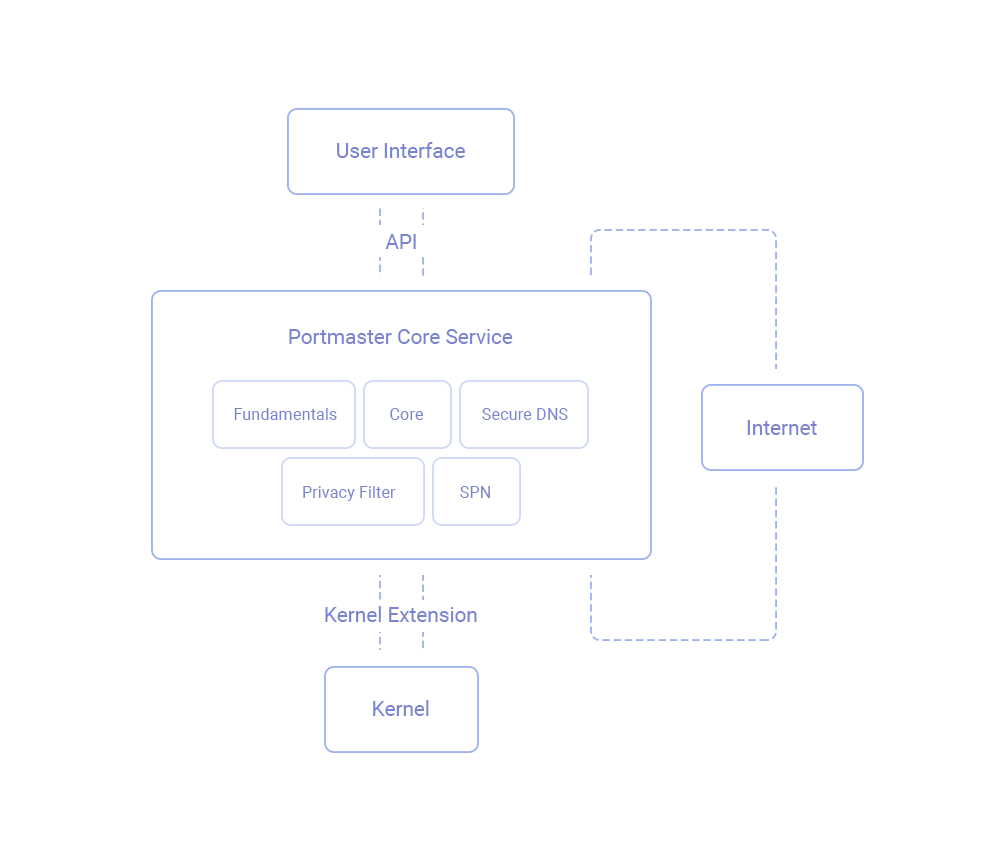 User Interface
API
Portmaster Core Service
Fundamentals
Core
Secure DNS
Privacy Filter
SPN
Internet
Kernel Extension
Kernel